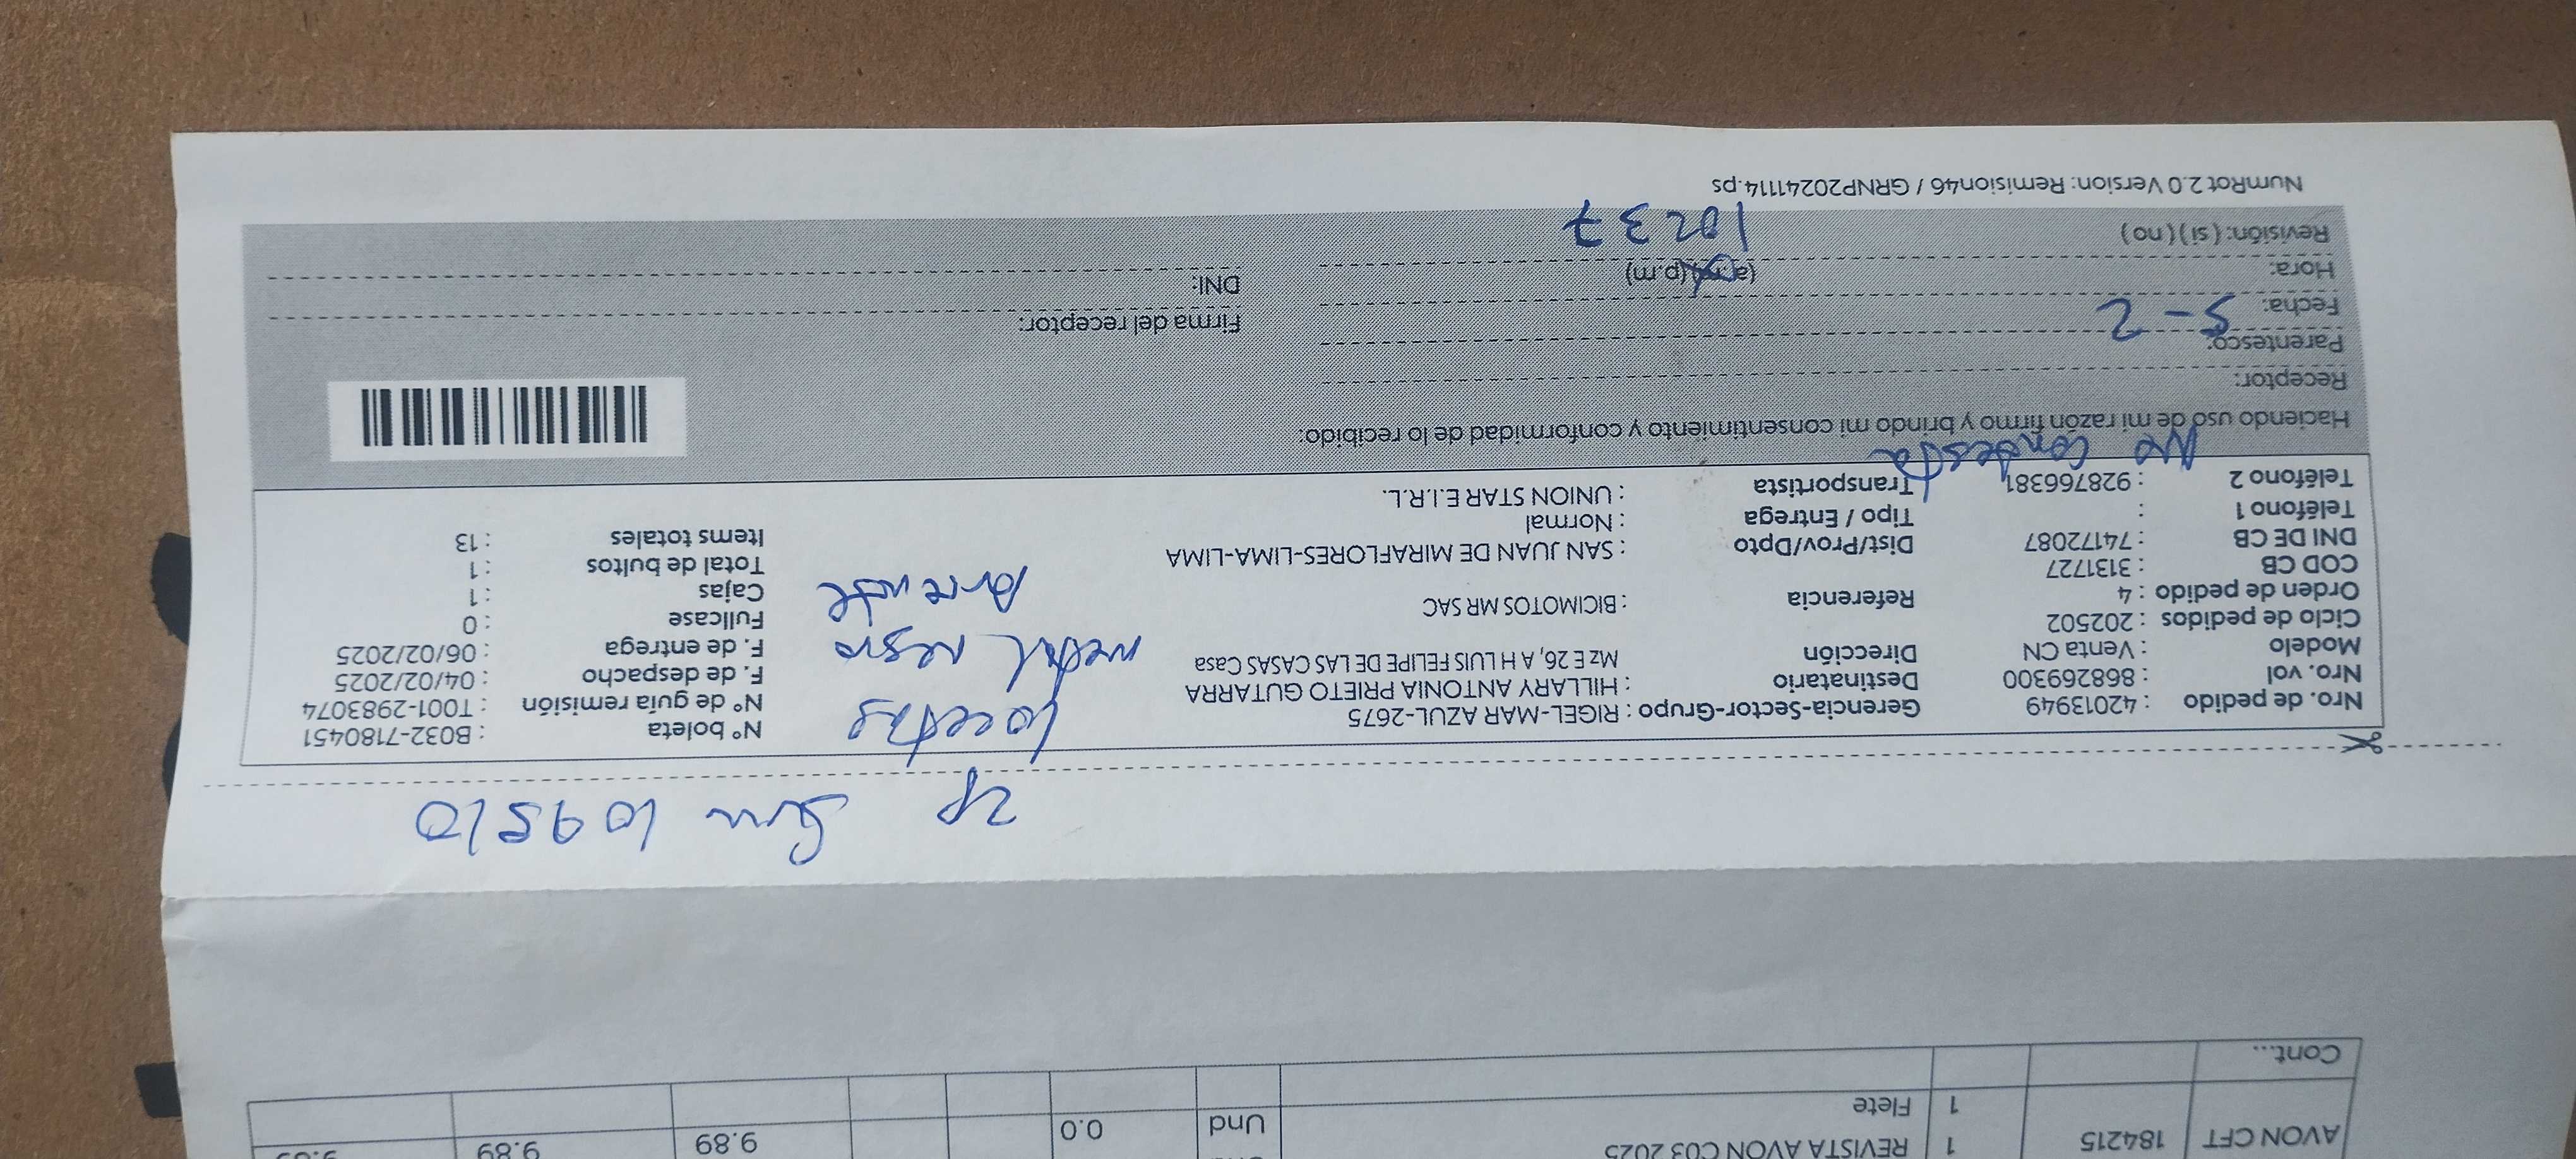 AVON CFT 184215 1 REVISTA AVON C03 2025 9.89 9.89
1 Flete Und 0.0
Cont...
2P 5m 109510
Nro. de pedido : 42013949 Gerencia-Sector-Grupo : RIGEL-MAR AZUL-2675 N° boleta : B032-7180451
Nro. vol : 868269300 Destinatario : HILLARY ANTONIA PRIETO GUTARRA N° de guía remisión : T001-2983074
Modelo : Venta CN Dirección MzE 26, A H LUIS FELIPE DE LAS CASAS Casa F. de despacho : 04/02/2025
Ciclo de pedidos : 202502 metal negra F. de entrega : 06/02/2025
Orden de pedido : 4 Referencia : BICIMOTOS MR SAC Fullcase : 0
COD CB : 3131727 Cajas : 1
DNI DE CB : 74172087 Dist/Prov/Dpto : SAN JUAN DE MIRAFLORES-LIMA-LIMA Total de bultos : 1
Teléfono 1 : Tipo / Entrega : Normal Items totales : 13
Teléfono 2 : 928766381 Transportista : UNION STAR E.I.R.L.
No contesta
Haciendo uso de mi razón firmo y brindo mi consentimiento y conformidad de lo recibido:
Receptor:
Parentesco:
Fecha: 5-2 Firma del receptor:
Hora: (a.m) (p.m) DNI:
Revisión: ( si ) ( no ) 10237
NumRot 2.0 Version: Remision46 / GRNP20241114.ps